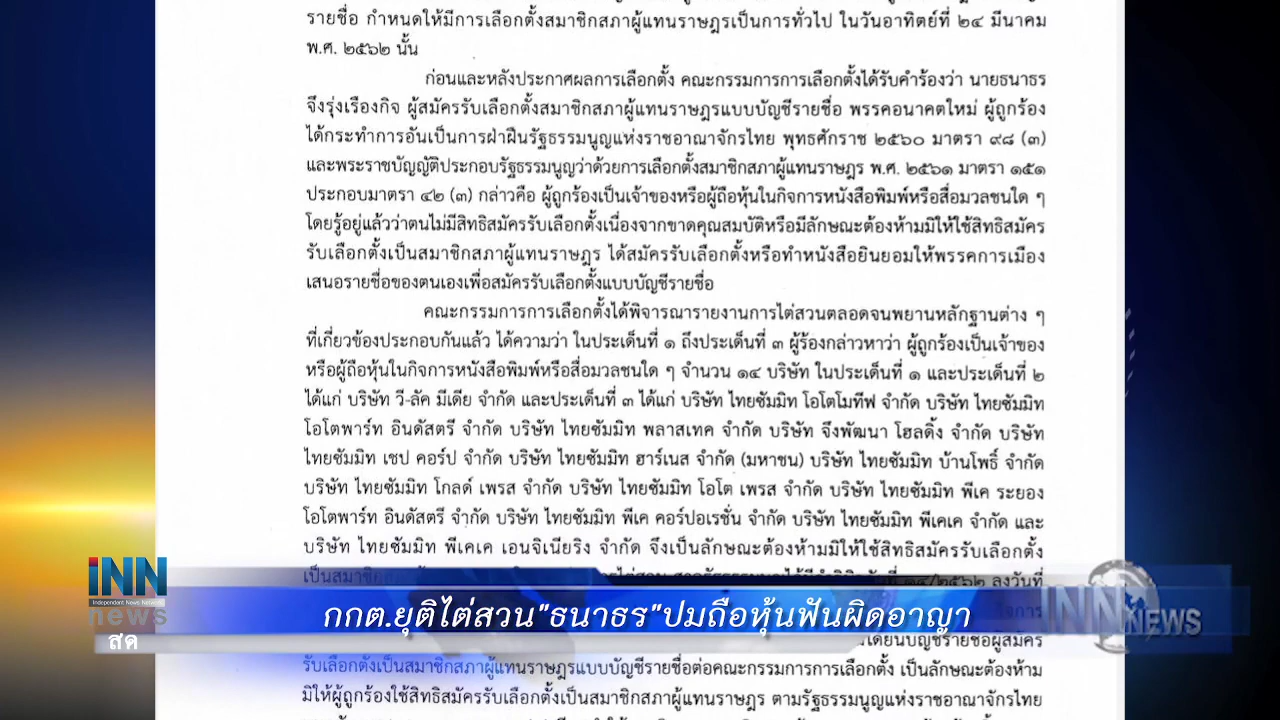 รายชื่อ กำหนดให้มีการเลือกตั้งสมาชิกสภาผู้แทนราษฎรเป็นการทั่วไป ในวันอาทิตย์ที่ ๒๔ มีนาคม
พ.ศ. ๒๕๖๒ นั้น
ก่อนและหลังประกาศผลการเลือกตั้ง คณะกรรมการการเลือกตั้งได้รับคำร้องว่า นายธนาธร
จึงรุ่งเรืองกิจ ผู้สมัครรับเลือกตั้งสมาชิกสภาผู้แทนราษฎรแบบบัญชีรายชื่อ พรรคอนาคตใหม่ ผู้ถูกร้อง
ได้กระทำการอันเป็นการฝ่าฝืนรัฐธรรมนูญแห่งราชอาณาจักรไทย พุทธศักราช ๒๕๖๐ มาตรา ๙๘ (๓)
และพระราชบัญญัติประกอบรัฐธรรมนูญว่าด้วยการเลือกตั้งสมาชิกสภาผู้แทนราษฎร พ.ศ. ๒๕๖๑ มาตรา ๑๕๑
ประกอบมาตรา ๔๒ (๓) กล่าวคือ ผู้ถูกร้องเป็นเจ้าของหรือผู้ถือหุ้นในกิจการหนังสือพิมพ์หรือสื่อมวลชนใด ๆ
โดยรู้อยู่แล้วว่าตนไม่มีสิทธิสมัครรับเลือกตั้งเนื่องจากขาดคุณสมบัติหรือมีลักษณะต้องห้ามมิให้ใช้สิทธิสมัคร
รับเลือกตั้งเป็นสมาชิกสภาผู้แทนราษฎร ได้สมัครรับเลือกตั้งหรือทำหนังสือยินยอมให้พรรคการเมือง
เสนอรายชื่อของตนเองเพื่อสมัครรับเลือกตั้งแบบบัญชีรายชื่อ
คณะกรรมการการเลือกตั้งได้พิจารณารายงานการไต่สวนตลอดจนพยานหลักฐานต่าง ๆ
ที่เกี่ยวข้องประกอบกันแล้ว ได้ความว่า ในประเด็นที่ ๑ ถึงประเด็นที่ ๓ ผู้ร้องกล่าวหาว่า ผู้ถูกร้องเป็นเจ้าของ
หรือผู้ถือหุ้นในกิจการหนังสือพิมพ์หรือสื่อมวลชนใด ๆ จำนวน ๑๔ บริษัท ในประเด็นที่ ๑ และประเด็นที่ ๒
ได้แก่ บริษัท วี-ลัค มีเดีย จำกัด และประเด็นที่ ๓ ได้แก่ บริษัท ไทยซัมมิท โอโตโมทีฟ จำกัด บริษัท ไทยซัมมิท
โอโตพาร์ท อินดัสตรี จำกัด บริษัท ไทยซัมมิท พลาสเทค จำกัด บริษัท จึงพัฒนา โฮลดิ้ง จำกัด บริษัท
ไทยซัมมิท เชป คอร์ป จำกัด บริษัท ไทยซัมมิท ฮาร์เนส จำกัด (มหาชน) บริษัท ไทยซัมมิท บ้านโพธิ์ จำกัด
บริษัท ไทยซัมมิท โกลด์ เพรส จำกัด บริษัท ไทยซัมมิท โอโต เพรส จำกัด บริษัท ไทยซัมมิท พีเค ระยอง
โอโตพาร์ท อินดัสตรี จำกัด บริษัท ไทยซัมมิท พีเค คอร์ปอเรชั่น จำกัด บริษัท ไทยซัมมิท พีเคเค จำกัด และ
บริษัท ไทยซัมมิท พีเคเค เอนจิเนียริง จำกัด จึงเป็นลักษณะต้องห้ามมิให้ใช้สิทธิสมัครรับเลือกตั้ง
ลงวันที่
iNN
Independent News Network
news
สด
กกต.ยุติไต่สวน"ธนาธร"ปมถือหุ้นฟันผิดอาญา
INN NEWS
รับเลือกตั้งเป็นสมาชิกสภาผู้แทนราษฎรแบบบัญชีรายชื่อต่อคณะกรรมการการเลือกตั้ง เป็นลักษณะต้องห้าม
มิให้ผู้ถูกร้องใช้สิทธิสมัครรับเลือกตั้งเป็นสมาชิกสภาผู้แทนราษฎร ตามรัฐธรรมนูญแห่งราชอาณาจักรไทย